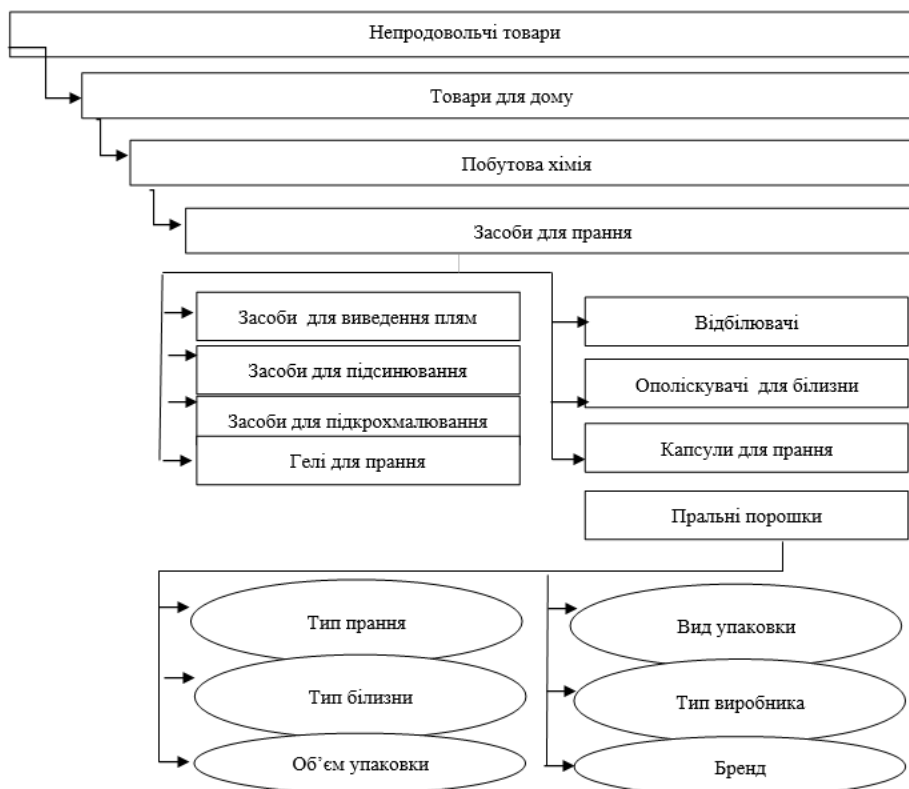 Непродовольчі товари
Товари для дому
Побутова хімія
Засоби для прання
Засоби для виведення плям
Засоби для підсинювання
Засоби для підкрохмалювання
Гелі для прання
Відбілювачі
Ополіскувачі для білизни
Капсули для прання
Пральні порошки
Тип прання
Тип білизни
Об’єм упаковки
Вид упаковки
Тип виробника
Бренд